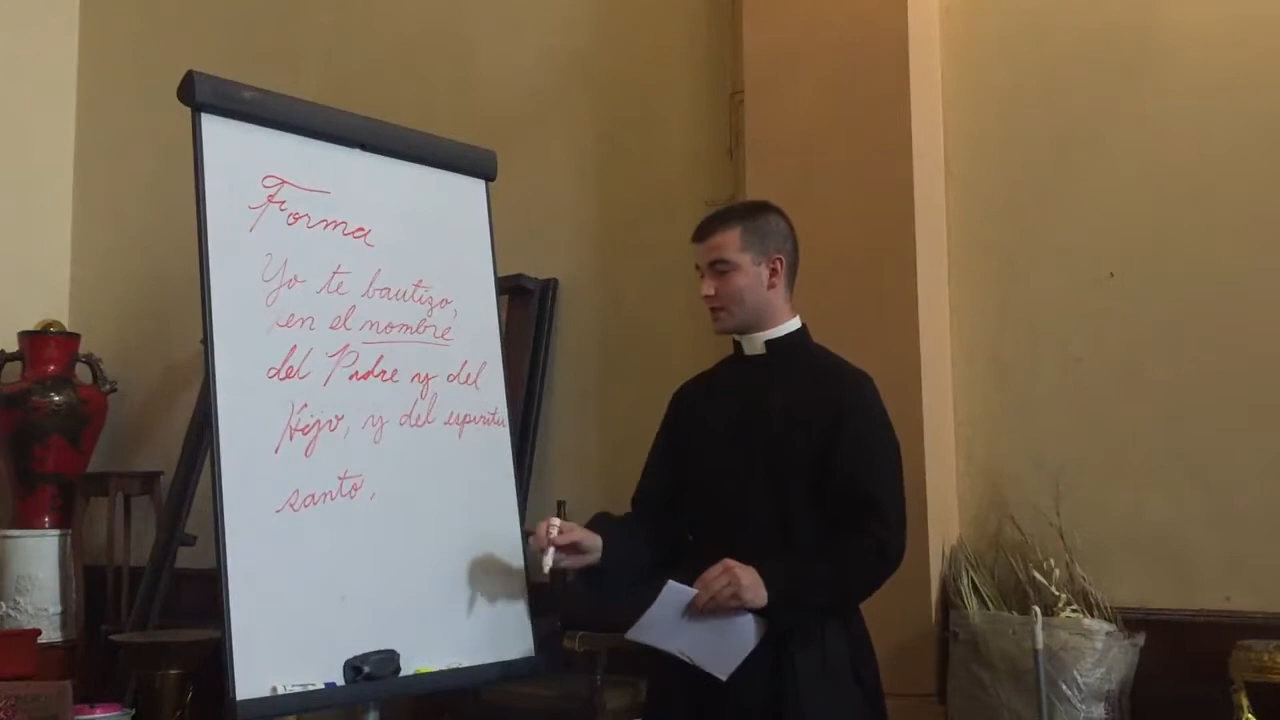 Forma
Yo te bautizo,
en el nombre
del Padre y del
Hijo, y del espiritu
santo,